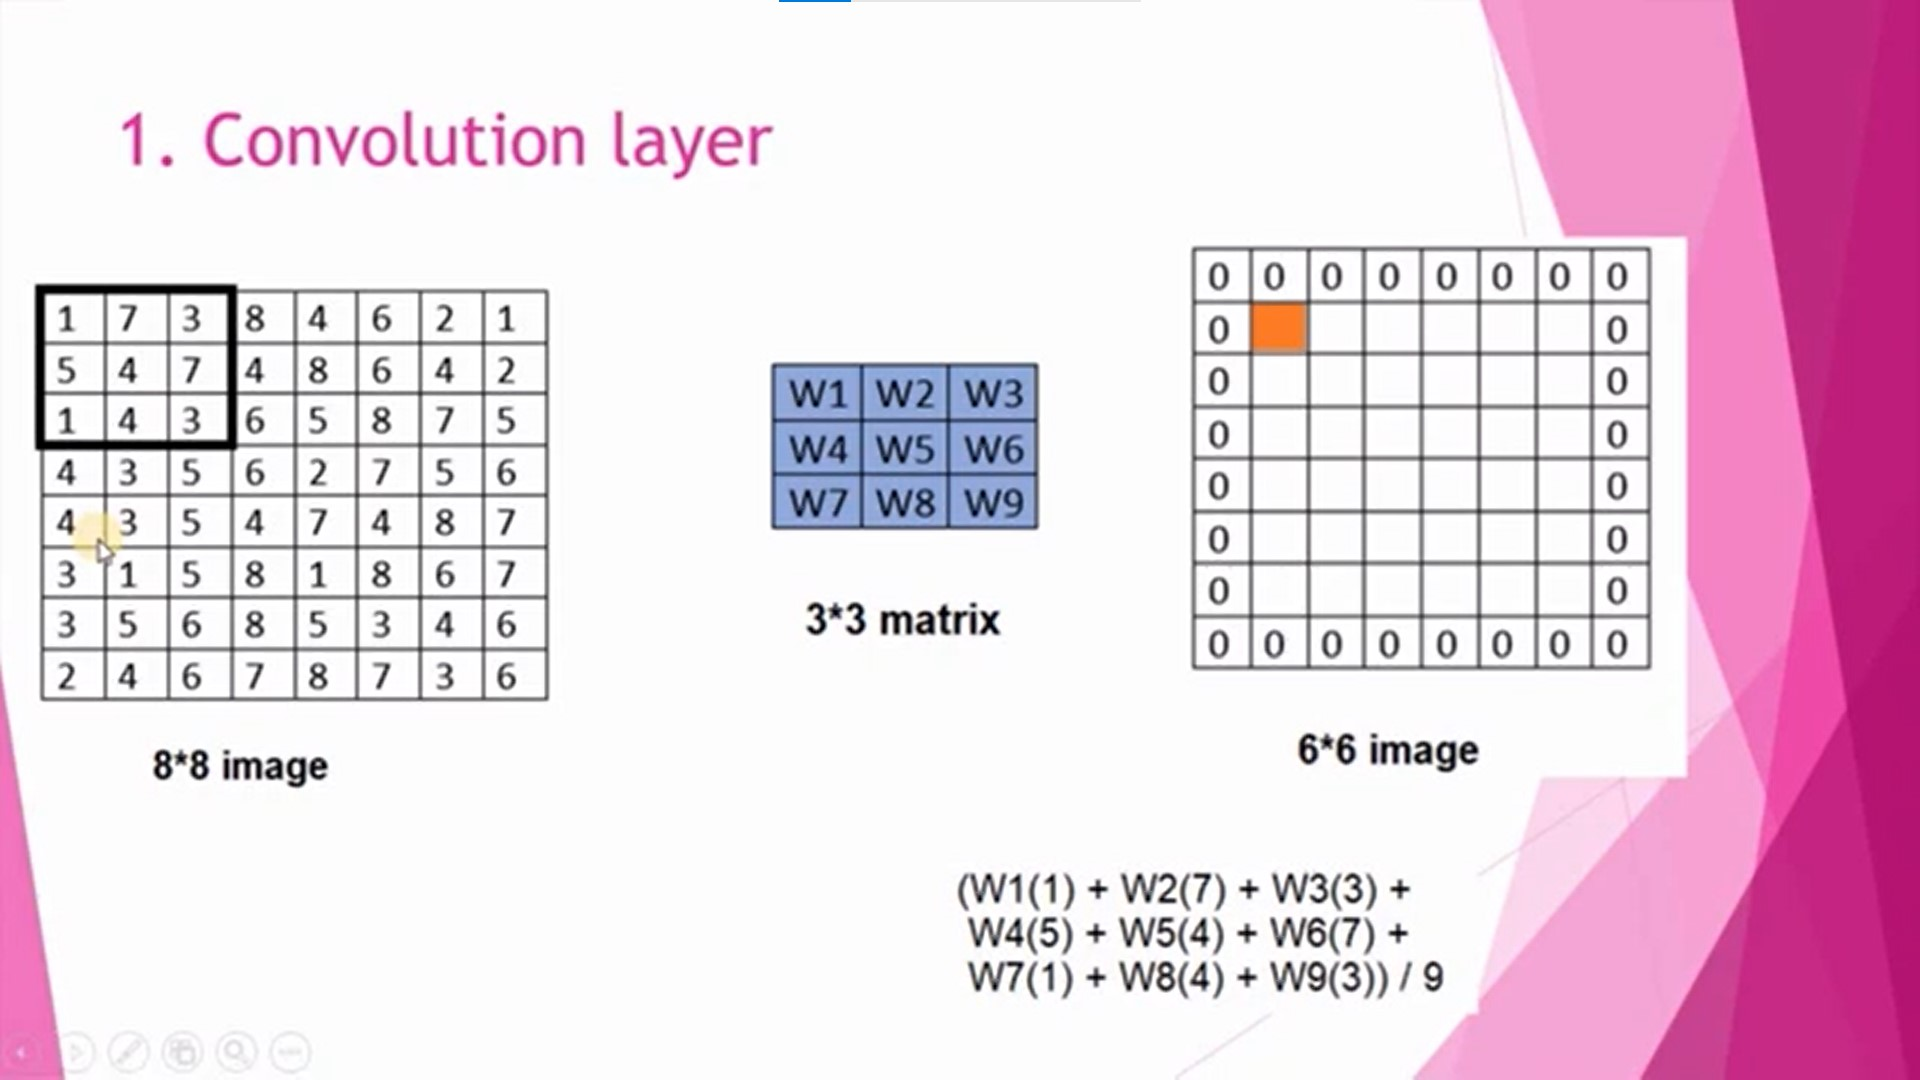 1. Convolution layer
1 7 3 8 4 6 2 1
5 4 7 4 8 6 4 2
1 4 3 6 5 8 7 5
4 3 5 6 2 7 5 6
4 3 5 4 7 4 8 7
3 1 5 8 1 8 6 7
3 5 6 8 5 3 4 6
2 4 6 7 8 7 3 6
8*8 image
W1 W2 W3
W4 W5 W6
W7 W8 W9
3*3 matrix
0 0 0 0 0 0 0 0
0 0
0 0
0 0
0 0
0 0
0 0
0 0 0 0 0 0 0 0
6*6 image
(W1(1) + W2(7) + W3(3) +
W4(5) + W5(4) + W6(7) +
W7(1) + W8(4) + W9(3)) / 9